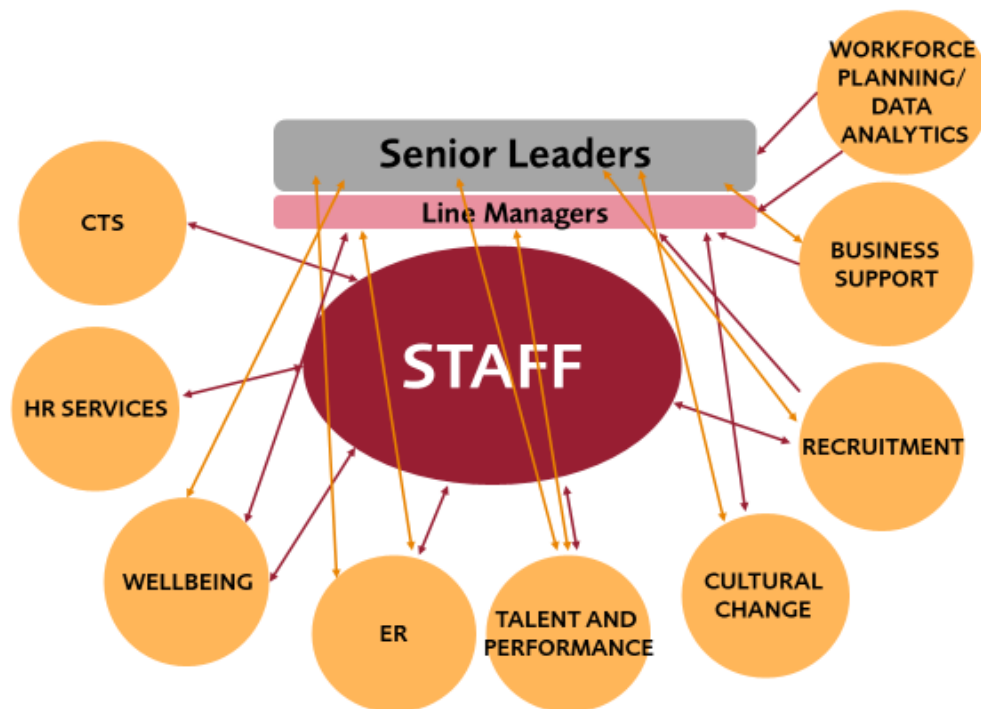 WORKFORCE
PLANNING/
DATA
ANALYTICS
Senior Leaders
Line Managers
CTS
BUSINESS
SUPPORT
STAFF
HR SERVICES
RECRUITMENT
WELLBEING
CULTURAL
CHANGE
ER
TALENT AND
PERFORMANCE